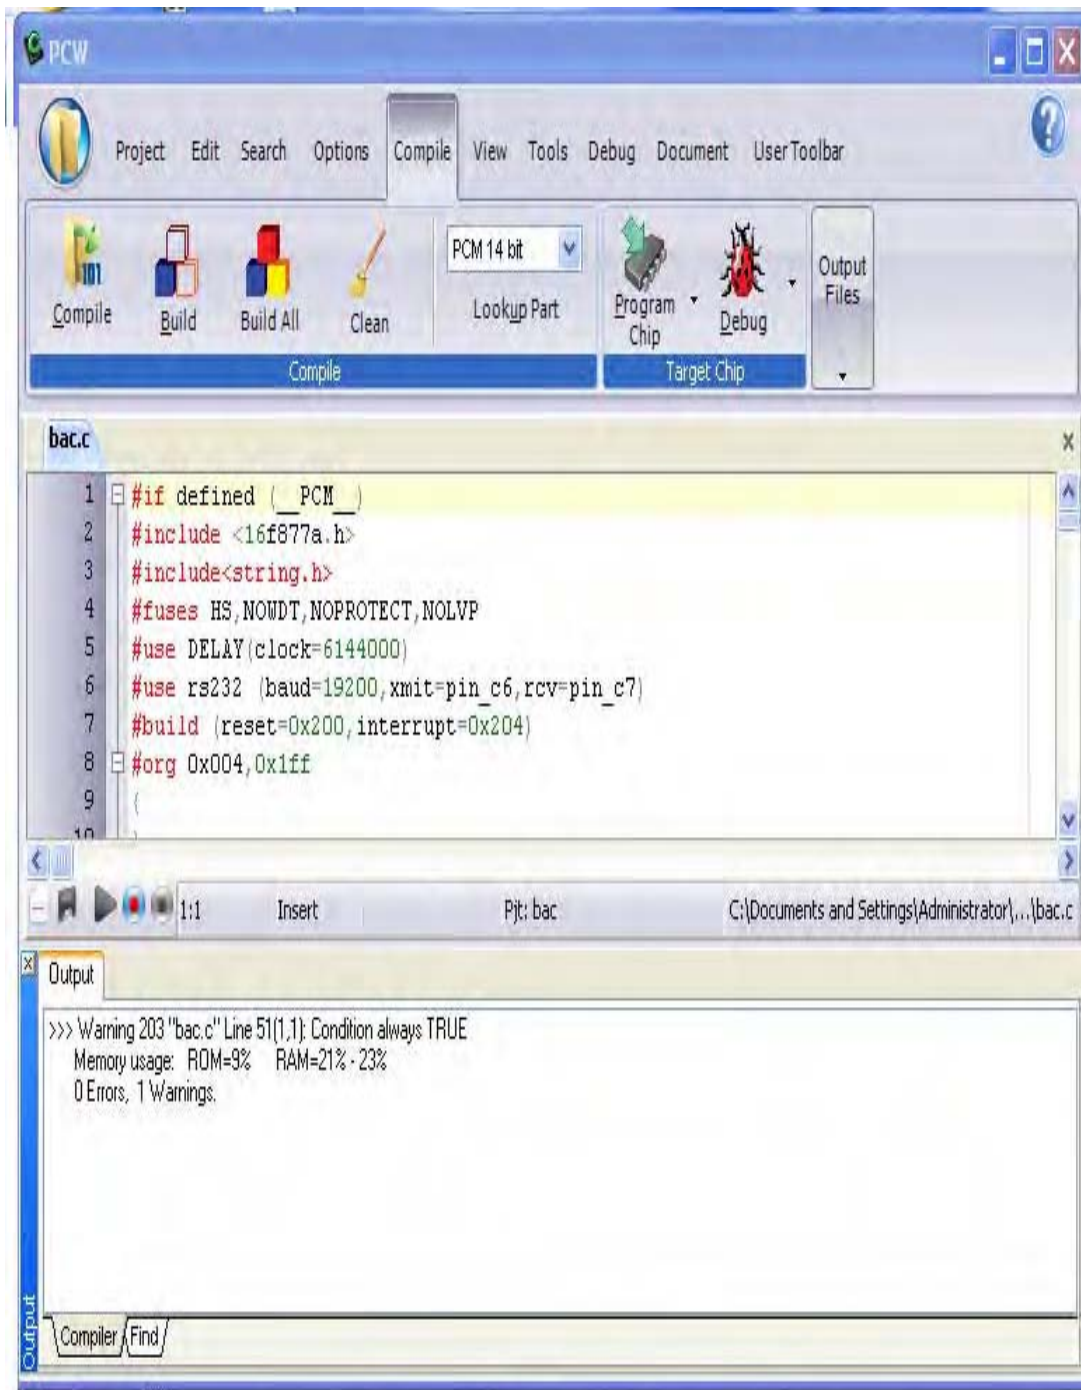 PCW
Project Edit Search Options Compile View Tools Debug Document User Toolbar
101
Compile
Build
Build All
Clean
PCM 14 bit
Lookup Part
Program Chip
Debug
Output Files
Compile
Target Chip
bac.c
1 #if defined (__PCM__)
2 #include <16f877a.h>
3 #include<string.h>
4 #fuses HS,NOWDT,NOPROTECT,NOLVP
5 #use DELAY(clock=6144000)
6 #use rs232 (baud=19200,xmit=pin_c6,rcv=pin_c7)
7 #build (reset=0x200,interrupt=0x204)
8 #org 0x004,0x1ff
9 {
10 }
1:1 Insert Pjt: bac C:\Documents and Settings\Administrator\...\bac.c
Output
>>> Warning 203 "bac.c" Line 51(1,1): Condition always TRUE
Memory usage: ROM=9% RAM=21% - 23%
0 Errors, 1 Warnings.
Output
Compiler Find